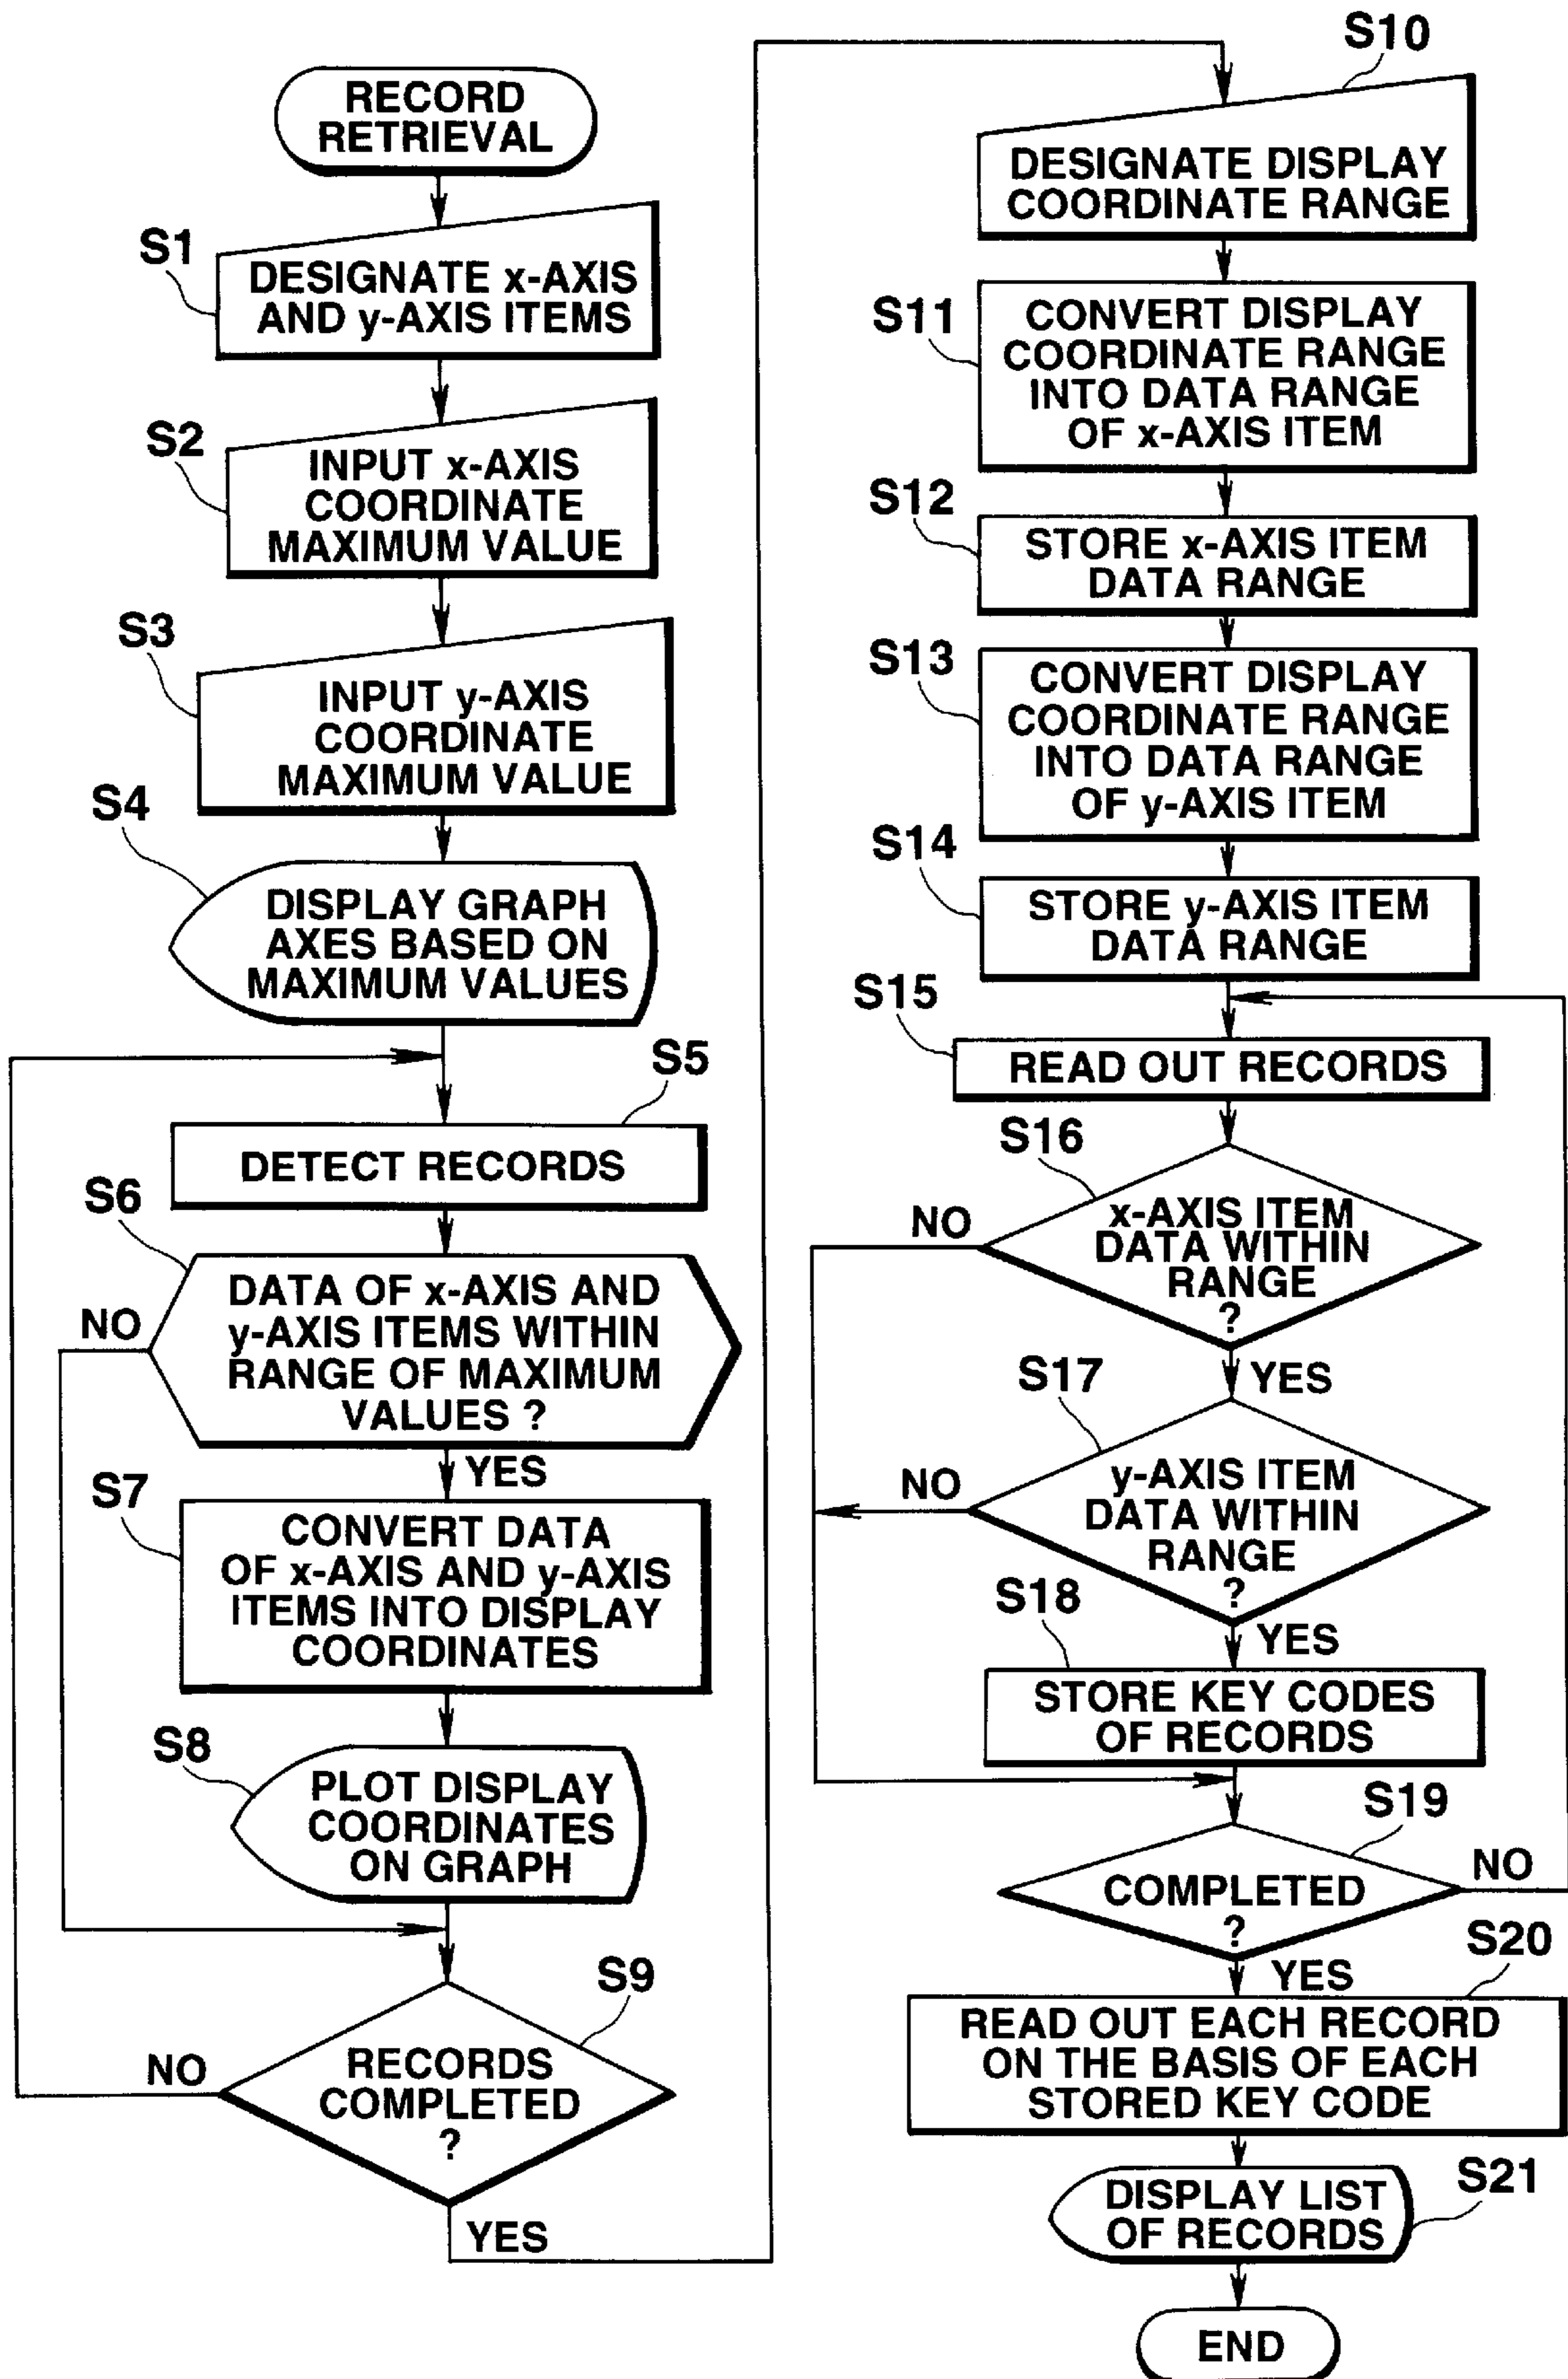 RECORD
RETRIEVAL
S1
DESIGNATE x-AXIS
AND y-AXIS ITEMS
S2
INPUT x-AXIS
COORDINATE
MAXIMUM VALUE
S3
INPUT y-AXIS
COORDINATE
MAXIMUM VALUE
S4
DISPLAY GRAPH
AXES BASED ON
MAXIMUM VALUES
S5
DETECT RECORDS
S6
DATA OF x-AXIS AND
y-AXIS ITEMS WITHIN
RANGE OF MAXIMUM
VALUES ?
NO
YES
S7
CONVERT DATA
OF x-AXIS AND y-AXIS
ITEMS INTO DISPLAY
COORDINATES
S8
PLOT DISPLAY
COORDINATES
ON GRAPH
S9
RECORDS
COMPLETED
?
NO
YES
S10
DESIGNATE DISPLAY
COORDINATE RANGE
S11
CONVERT DISPLAY
COORDINATE RANGE
INTO DATA RANGE
OF x-AXIS ITEM
S12
STORE x-AXIS ITEM
DATA RANGE
S13
CONVERT DISPLAY
COORDINATE RANGE
INTO DATA RANGE
OF y-AXIS ITEM
S14
STORE y-AXIS ITEM
DATA RANGE
S15
READ OUT RECORDS
S16
x-AXIS ITEM
DATA WITHIN
RANGE
?
NO
YES
S17
y-AXIS ITEM
DATA WITHIN
RANGE
?
NO
YES
S18
STORE KEY CODES
OF RECORDS
S19
COMPLETED
?
NO
YES
S20
READ OUT EACH RECORD
ON THE BASIS OF EACH
STORED KEY CODE
S21
DISPLAY LIST
OF RECORDS
END